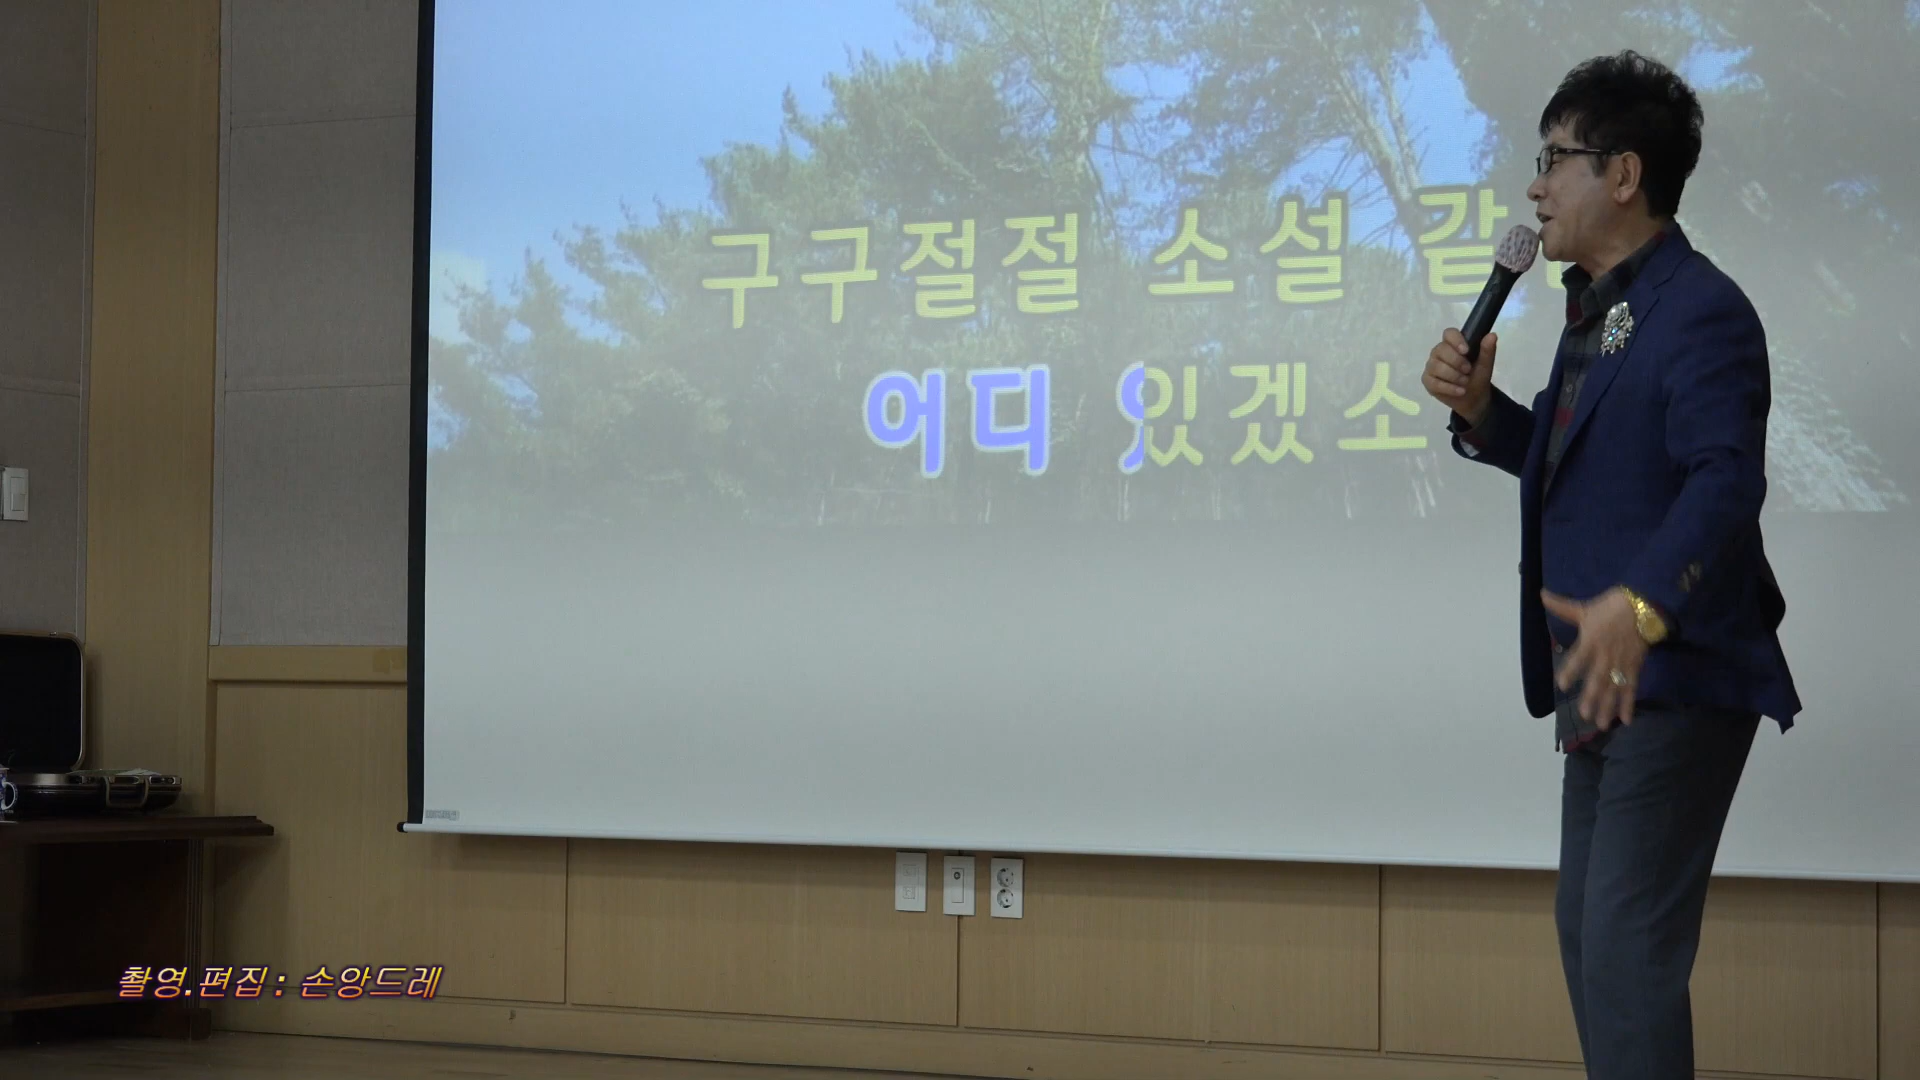 구구절절 소설 같
어디 있겠소
촬영.편집 : 손앙드레